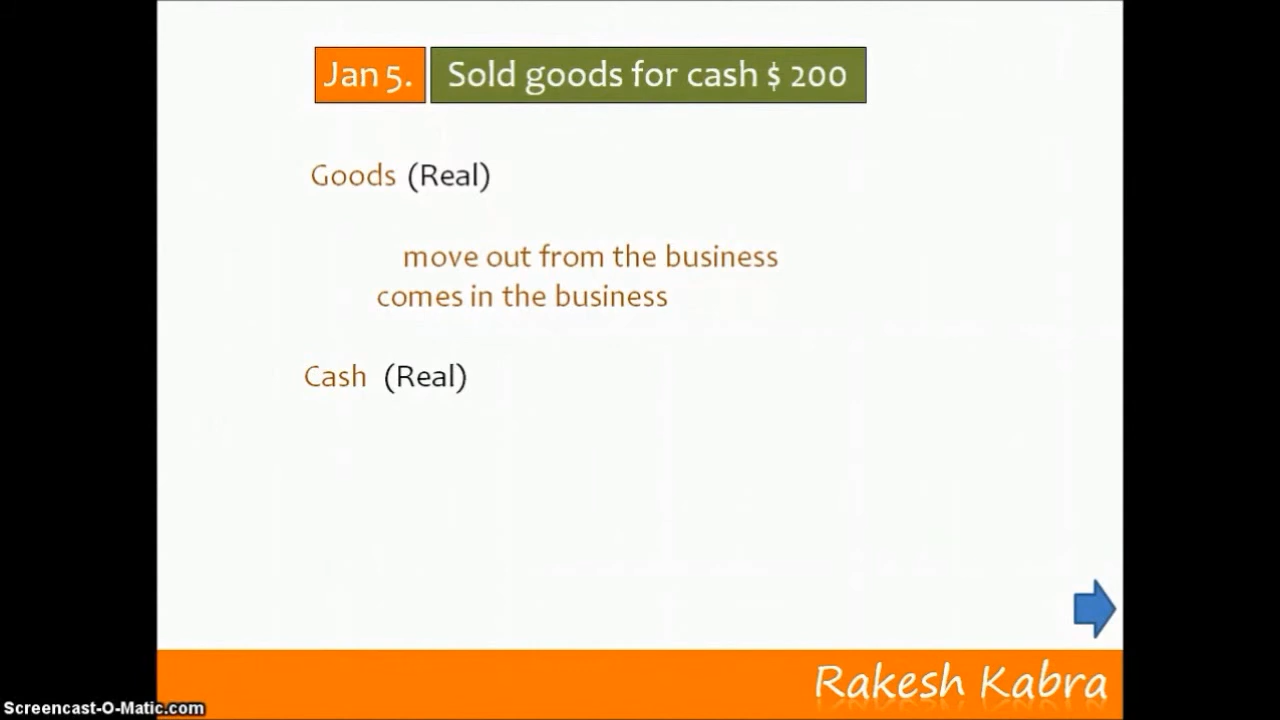 Jan 5. Sold goods for cash $ 200
Goods (Real)
move out from the business
comes in the business
Cash (Real)
Rakesh Kabra
Screencast-O-Matic.com